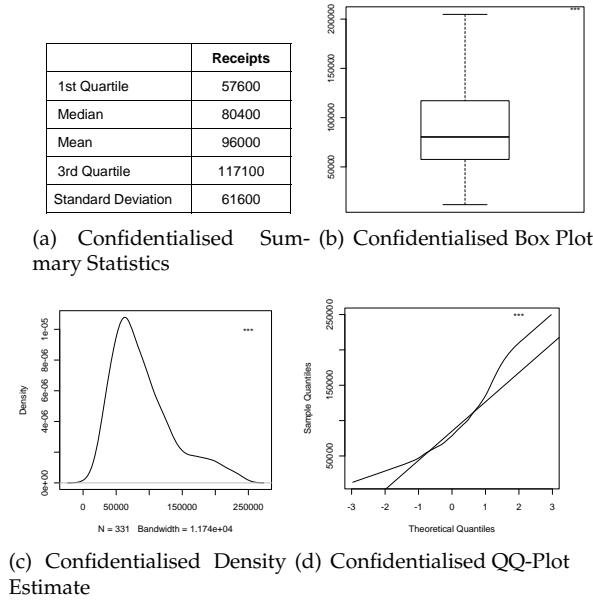 Receipts
1st Quartile 57600
Median 80400
Mean 96000
3rd Quartile 117100
Standard Deviation 61600
(a) Confidentialised Sum-
mary Statistics
***
200000
150000
100000
50000
(b) Confidentialised Box Plot
***
Density
1e-05
8e-06
6e-06
4e-06
0e+00
0 50000 150000 250000
N = 331 Bandwidth = 1.174e+04
(c) Confidentialised Density
Estimate
***
Sample Quantiles
250000
150000
50000
-3 -2 -1 0 1 2 3
Theoretical Quantiles
(d) Confidentialised QQ-Plot